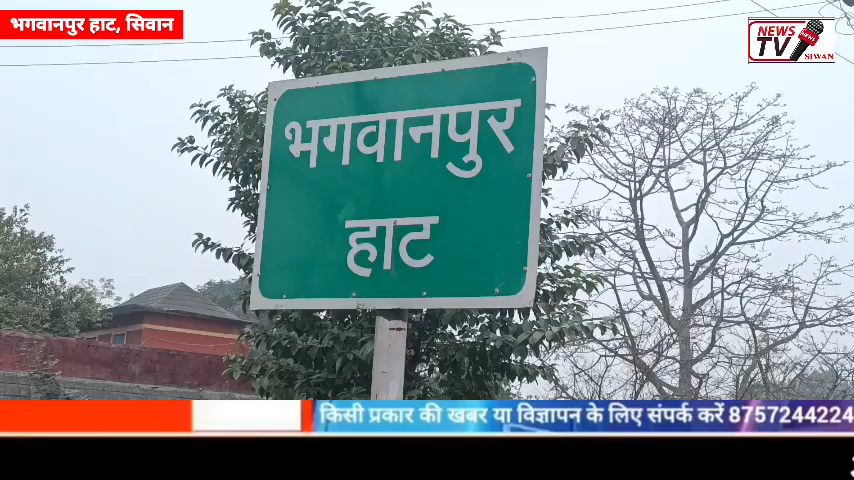 भगवानपुर हाट, सिवान
NEWS
TV
SIWAN
भगवानपुर
हाट
किसी प्रकार की खबर या विज्ञापन के लिए संपर्क करें 8757244224